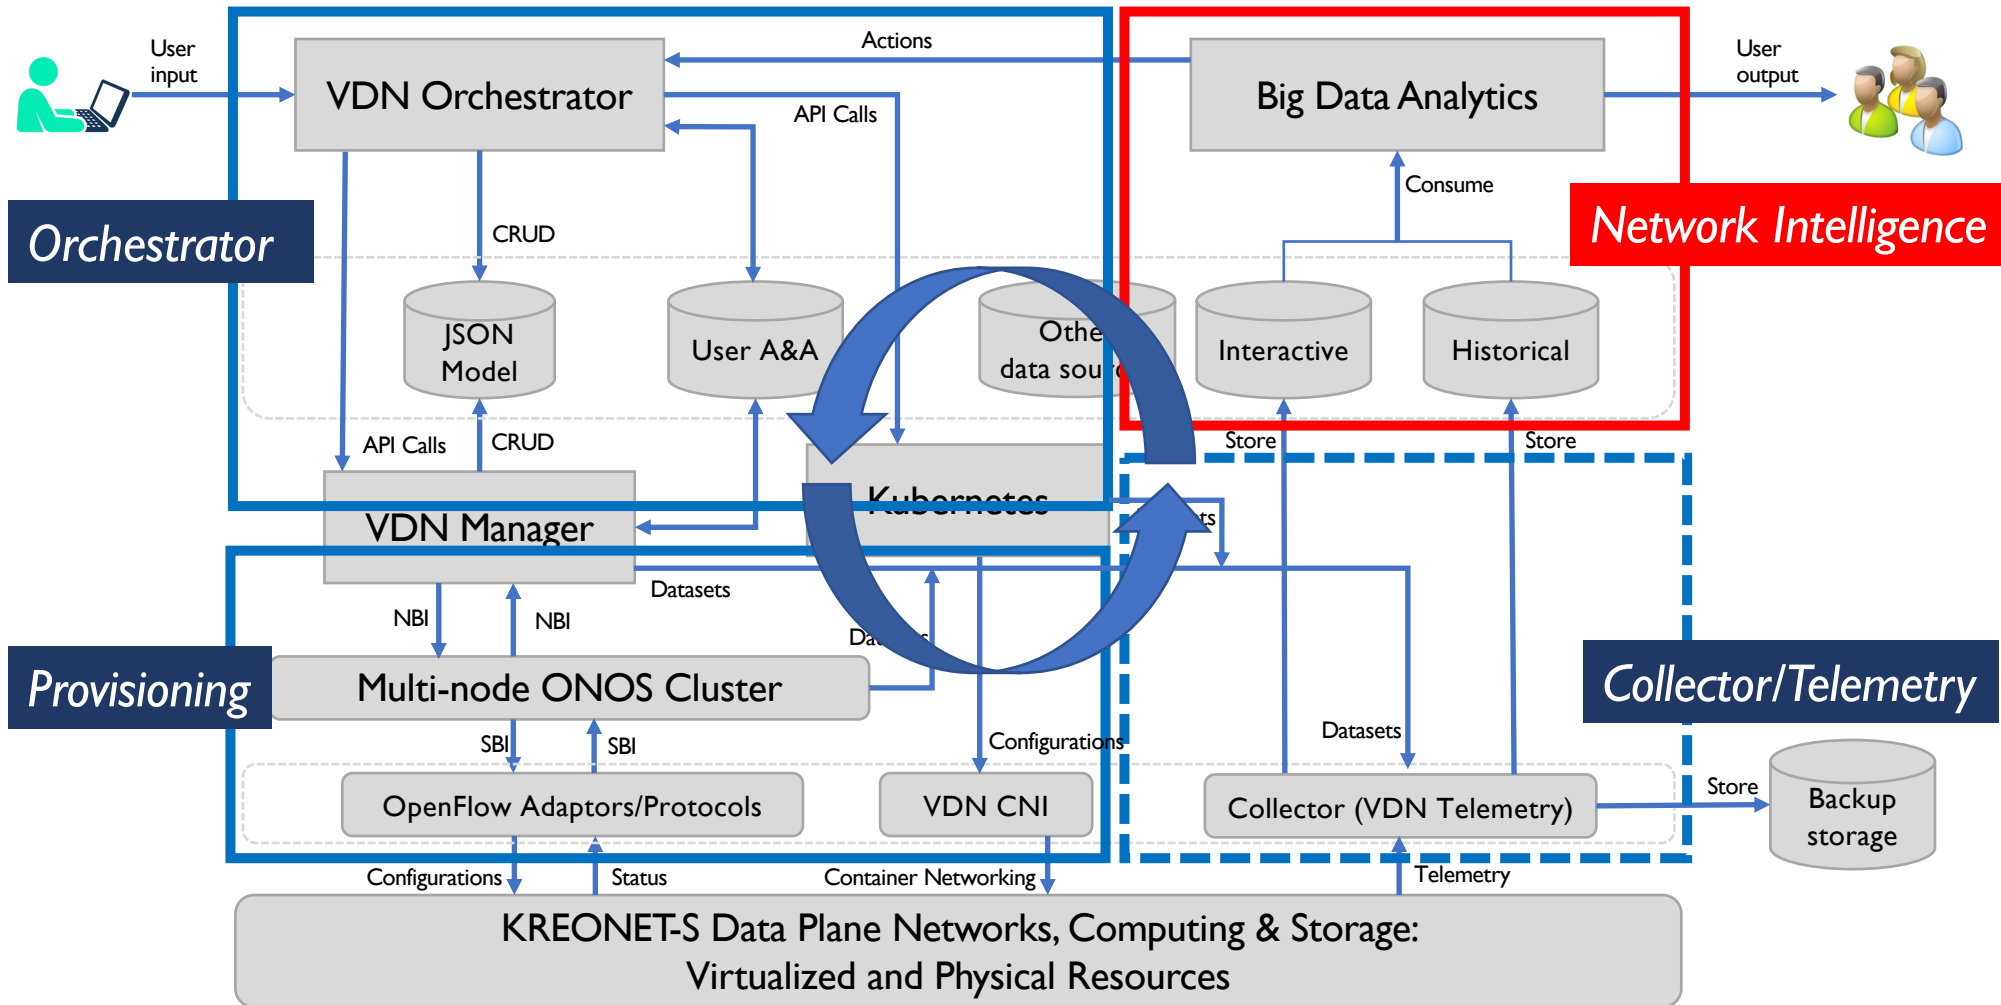 User
input
VDN Orchestrator
Actions
API Calls
Big Data Analytics
User
output
Consume
Orchestrator
Network Intelligence
CRUD
JSON
Model
User A&A
data
Interactive
Historical
API Calls
CRUD
Store
Store
VDN Manager
Kubernetes
Datasets
NBI
NBI
Provisioning
Multi-node ONOS Cluster
Collector/Telemetry
SBI
SBI
Configurations
Datasets
OpenFlow Adaptors/Protocols
VDN CNI
Collector (VDN Telemetry)
Store
Backup
storage
Configurations
Status
Container Networking
Telemetry
KREONET-S Data Plane Networks, Computing & Storage:
Virtualized and Physical Resources